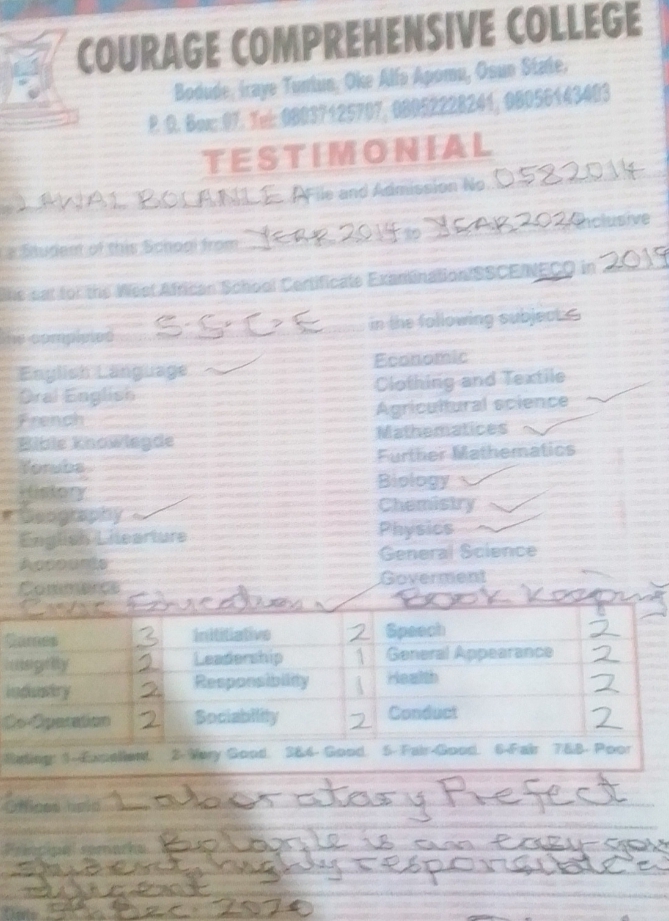 COURAGE COMPREHENSIVE COLLEGE
Bodude, Iraye Tuntun, Oke Alfa Apomu, Osun State,
P. O. Box: 07. Tel: 08037125707, 08052228241, 08056143403
TESTIMONIAL
LAWAL BOLANLE A File and Admission No. 0582014
a Student of this School from YEAR 2014 to YEAR 2020 inclusive
sat for the West African School Certificate Examination/SSCE/NECO in 2019
completed S.S.C.E in the following subjects
English Language ✓
Oral English
French
Bible knowlegde
Yoruba
History
Geography ✓
English Litearture
Accounts
Commerce
Civic Education ✓
Economic
Clothing and Textile
Agricultural science ✓
Mathematices ✓
Further Mathematics
Biology ✓
Chemistry ✓
Physics ✓
General Science
Goverment
Book Keeping
Games 3 Inititiative 2 Speech 2
Integrity 2 Leadership 1 General Appearance 2
Industry 2 Responsibility 1 Health 2
Co-Operation 2 Sociability 2 Conduct 2
Rating: 1-Excellent. 2-Very Good. 3&4- Good. 5- Fair-Good. 6-Fair 7&8- Poor
Offices held Laboratory Prefect
Principal remarks Bolanle is an easy-
student, highly responsible
diligent
Dec. 2020